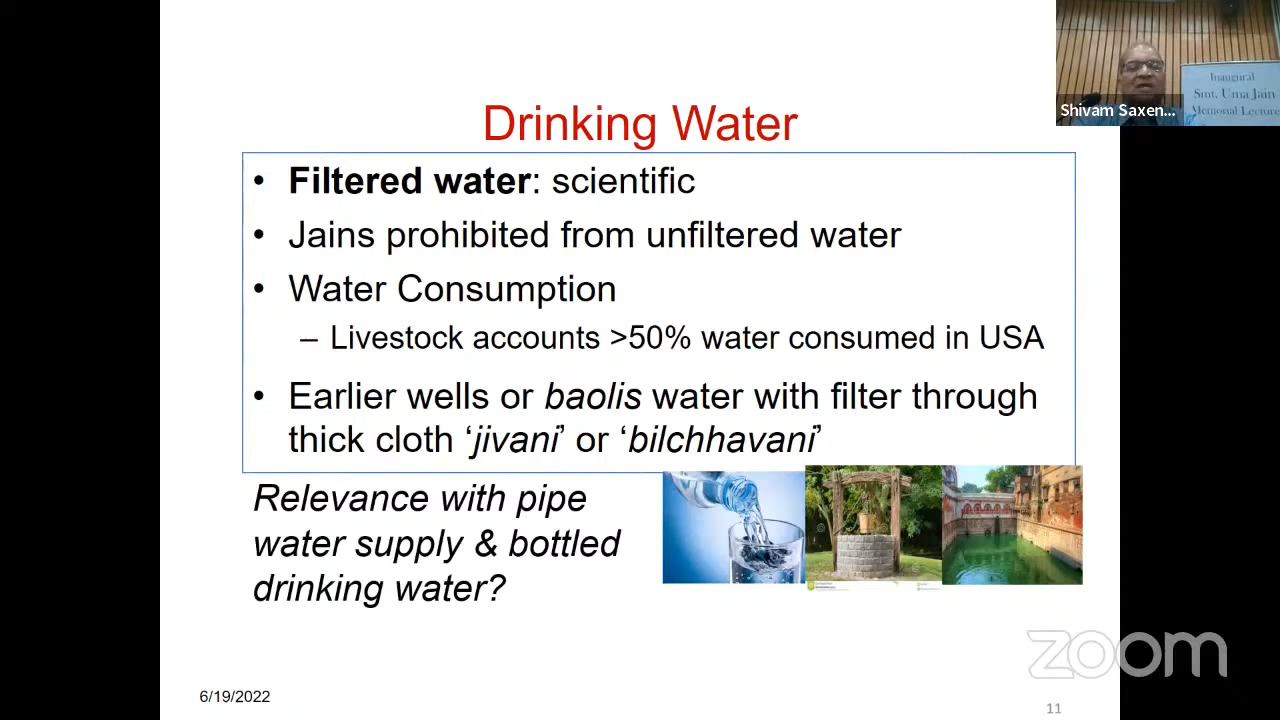 Inaugural
Smt. Uma Jain
Memorial Lecture
Shivam Saxen...
Drinking Water
• Filtered water: scientific
• Jains prohibited from unfiltered water
• Water Consumption
– Livestock accounts >50% water consumed in USA
• Earlier wells or baolis water with filter through
thick cloth ‘jivani’ or ‘bilchhavani’
Relevance with pipe
water supply & bottled
drinking water?
zoom
6/19/2022
11